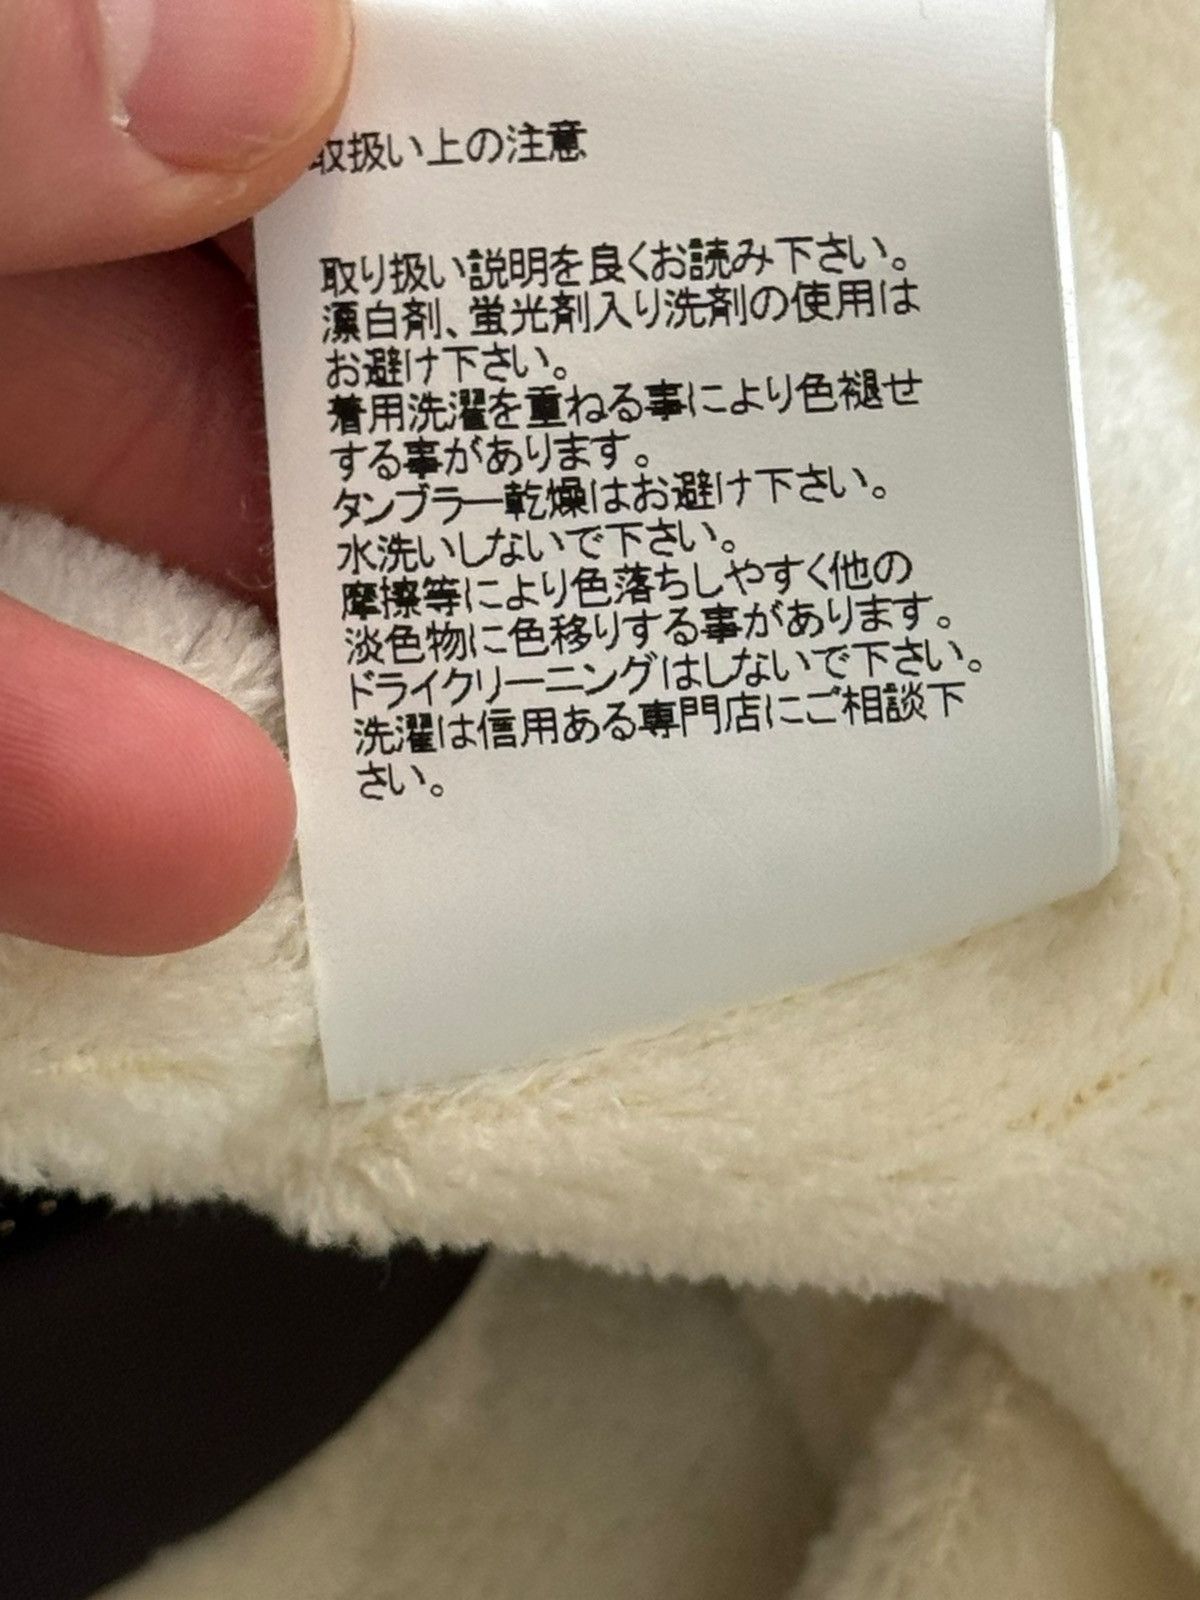 取扱い上の注意
取り扱い説明を良くお読み下さい。
漂白剤、蛍光剤入り洗剤の使用は
お避け下さい。
着用洗濯を重ねる事により色褪せ
する事があります。
タンブラー乾燥はお避け下さい。
水洗いしないで下さい。
摩擦等により色落ちしやすく他の
淡色物に色移りする事があります。
ドライクリーニングはしないで下さい。
洗濯は信用ある専門店にご相談下
さい。